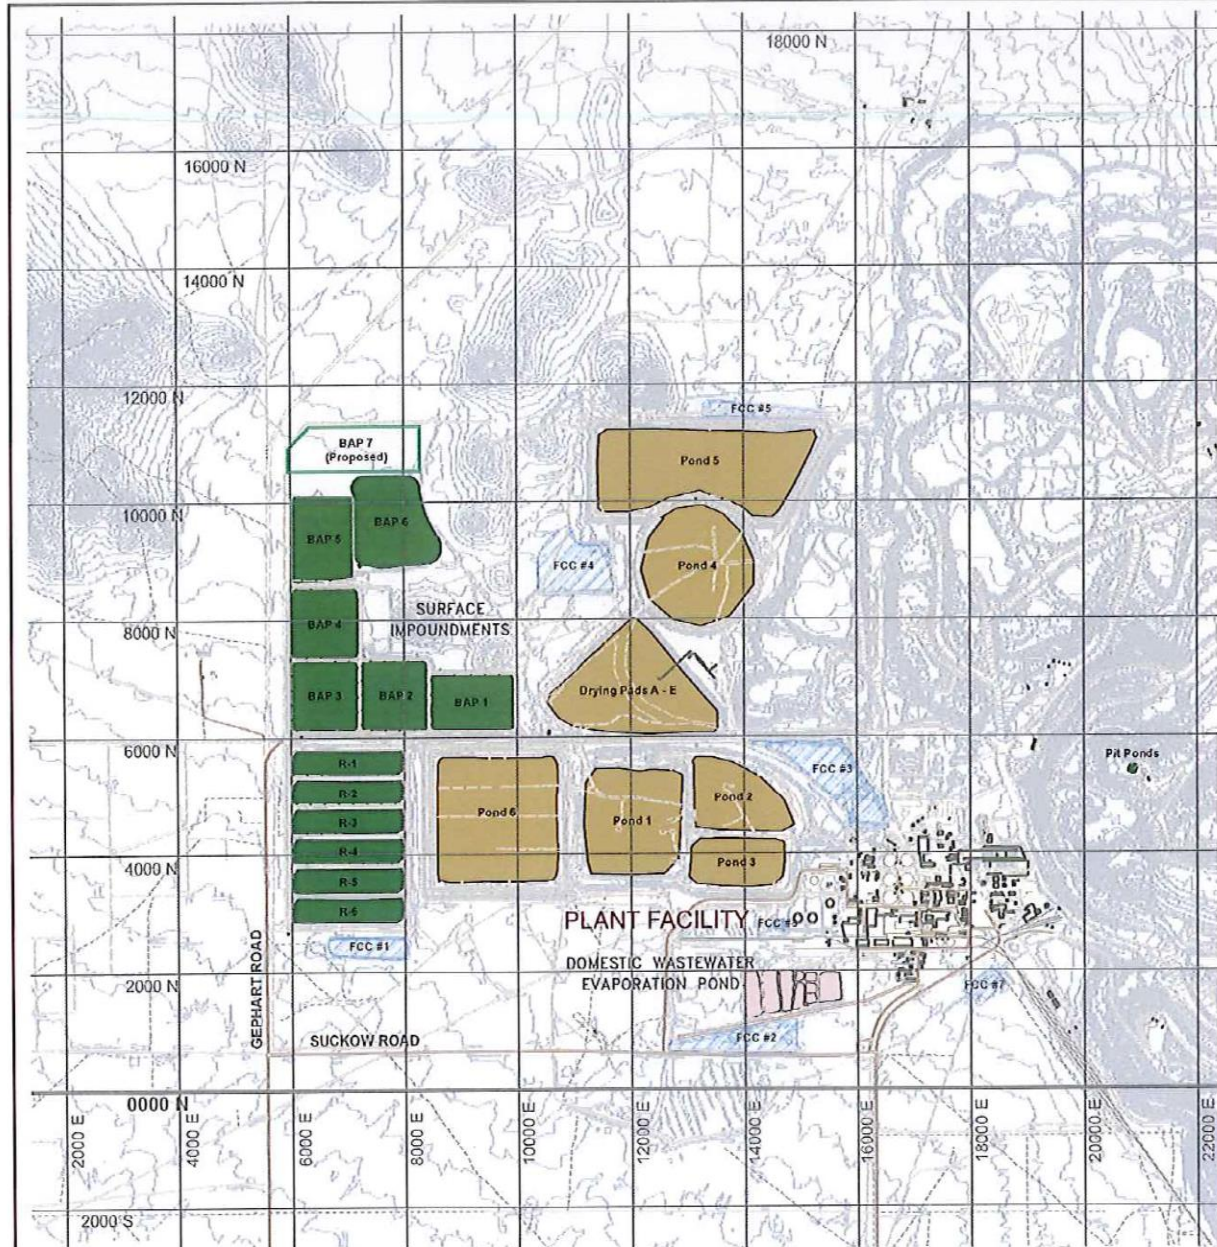 18000 N
16000 N
14000 N
12000 N
FCC #5
BAP 7
(Proposed)
Pond 5
10000 N
BAP 6
BAP 5
FCC #4
Pond 4
8000 N
BAP 4
SURFACE
IMPOUNDMENTS
BAP 3
BAP 2
BAP 1
Drying Pads A - E
6000 N
R-1
R-2
R-3
R-4
R-5
R-6
Pond 6
Pond 1
Pond 2
Pond 3
FCC #3
Pit Ponds
4000 N
PLANT FACILITY
FCC #1
DOMESTIC WASTEWATER
EVAPORATION POND
2000 N
FCC #7
GEPHART ROAD
SUCKOW ROAD
FCC #2
0000 N
2000 E
4000 E
6000 E
8000 E
10000 E
12000 E
14000 E
16000 E
18000 E
20000 E
22000 E
2000 S